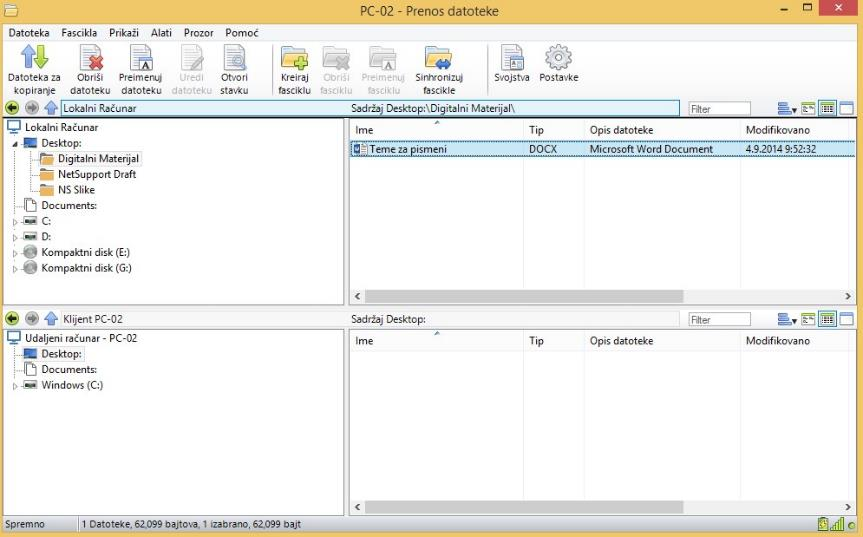 PC-02 - Prenos datoteke
Datoteka Fascikla Prikaži Alati Prozor Pomoć
Datoteka za kopiranje
Obriši datoteku
Preimenuj datoteku
Uredi datoteku
Otvori stavku
Kreiraj fasciklu
Obriši fasciklu
Preimenuj fasciklu
Sinhronizuj fascikle
Svojstva
Postavke
Lokalni Računar
Sadržaj Desktop:\Digitalni Materijal\
Filter
Lokalni Računar
Desktop:
Digitalni Materijal
NetSupport Draft
NS Slike
Documents:
C:
D:
Kompaktni disk (E:)
Kompaktni disk (G:)
Ime Tip Opis datoteke Modifikovano
Teme za pismeni DOCX Microsoft Word Document 4.9.2014 9:52:32
Klijent PC-02
Sadržaj Desktop:
Filter
Udaljeni računar - PC-02
Desktop:
Documents:
Windows (C:)
Ime Tip Opis datoteke Modifikovano
Spremno 1 Datoteke, 62,099 bajtova, 1 izabrano, 62,099 bajt